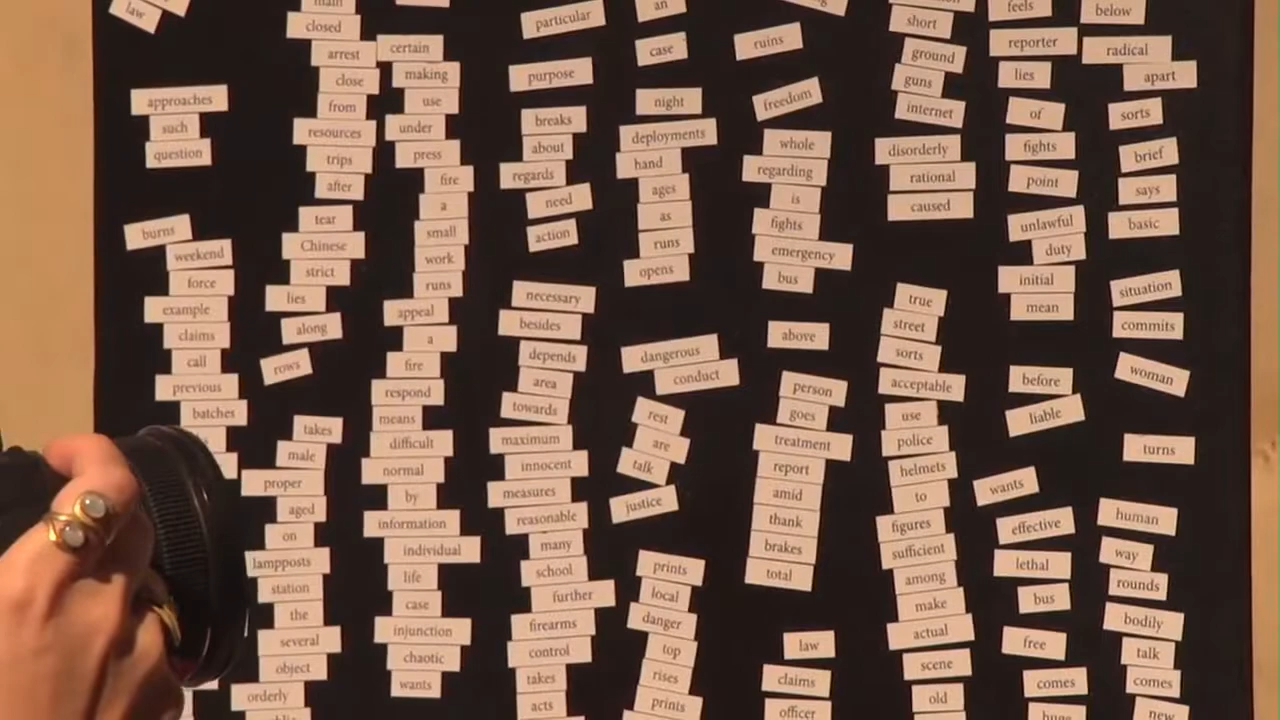 law
approaches
such
question
burns
weekend
force
example
claims
call
previous
batches
main
closed
arrest
close
from
resources
trips
after
tear
Chinese
strict
lies
along
rows
takes
male
proper
aged
on
lampposts
station
the
several
object
orderly
certain
making
use
under
press
fire
a
small
work
runs
appeal
a
fire
respond
means
difficult
normal
by
information
individual
life
case
injunction
chaotic
wants
particular
purpose
breaks
about
regards
need
action
necessary
besides
depends
area
towards
maximum
innocent
measures
reasonable
many
school
further
firearms
control
takes
acts
an
case
night
deployments
hand
ages
as
runs
opens
dangerous
conduct
rest
are
talk
justice
prints
local
danger
top
rises
prints
ruins
freedom
whole
regarding
is
fights
emergency
bus
above
person
goes
treatment
report
amid
thank
brakes
total
law
claims
officer
short
ground
guns
internet
disorderly
rational
caused
true
street
sorts
acceptable
use
police
helmets
to
figures
sufficient
among
make
actual
scene
old
feels
reporter
lies
of
fights
point
unlawful
duty
initial
mean
before
liable
wants
effective
lethal
bus
free
comes
huge
below
radical
apart
sorts
brief
says
basic
situation
commits
woman
turns
human
way
rounds
bodily
talk
comes
new